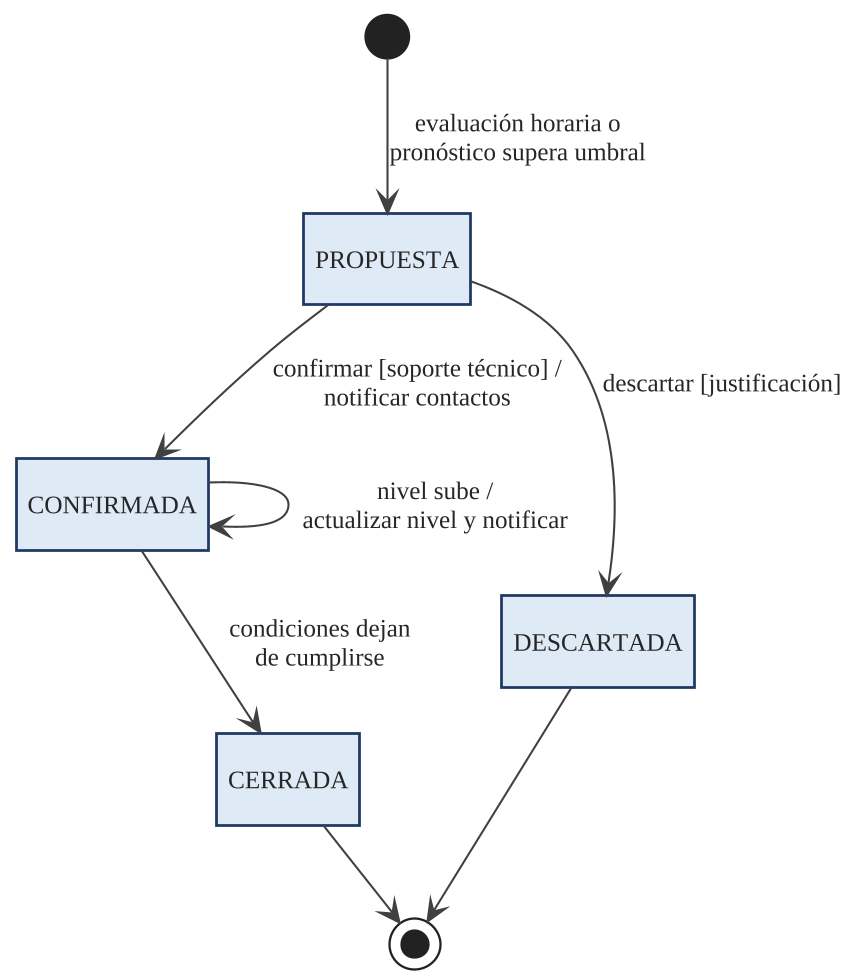 evaluación horaria o
pronóstico supera umbral
PROPUESTA
confirmar [soporte técnico] /
notificar contactos
descartar [justificación]
CONFIRMADA
nivel sube /
actualizar nivel y notificar
condiciones dejan
de cumplirse
DESCARTADA
CERRADA